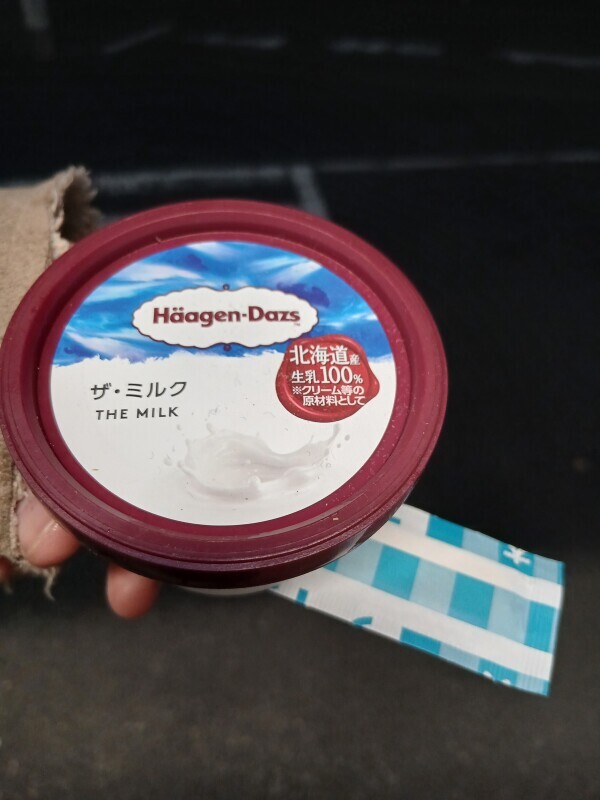 Häagen-Dazs
北海道産
生乳100%
※クリーム等の
原材料として
ザ・ミルク
THE MILK